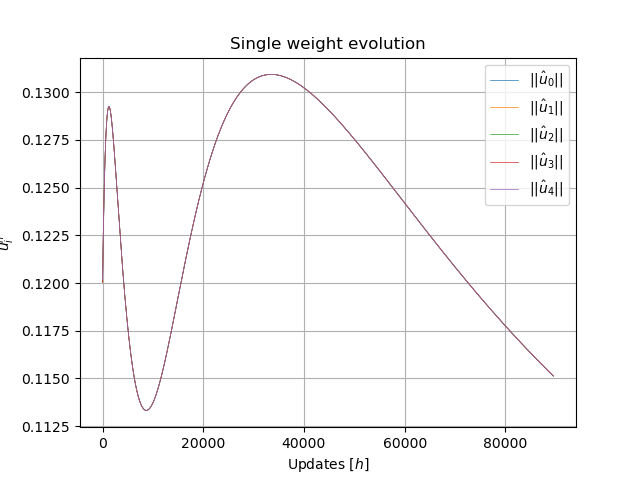 Single weight evolution
||û₀||
||û₁||
||û₂||
||û₃||
||û₄||
0.1300
0.1275
0.1250
0.1225
0.1200
0.1175
0.1150
0.1125
0
20000
40000
60000
80000
Updates [h]